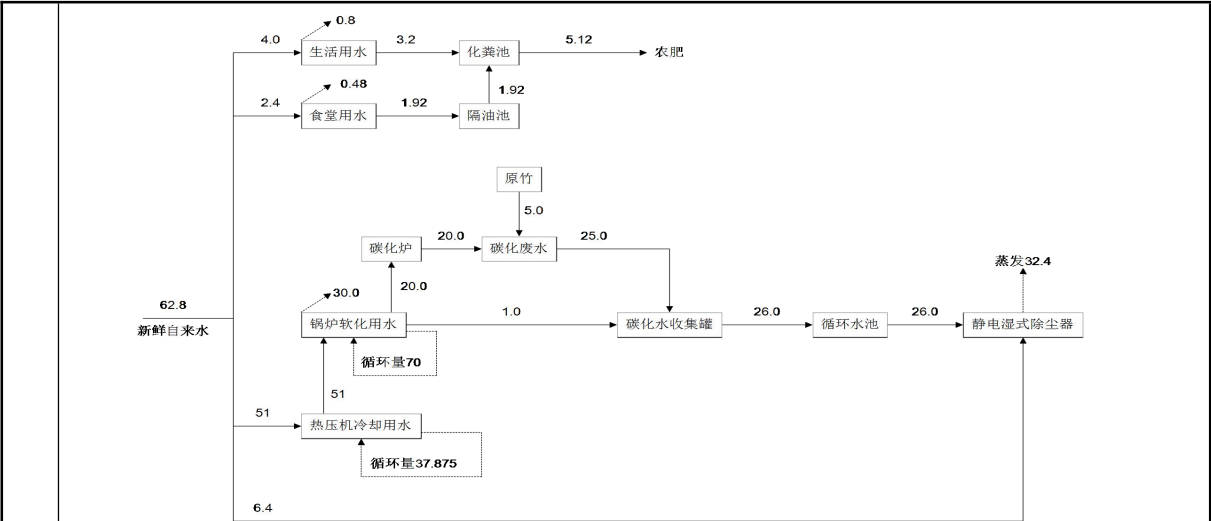 0.8
4.0
生活用水
3.2
化粪池
5.12
农肥
0.48
1.92
2.4
食堂用水
1.92
隔油池
原竹
5.0
碳化炉
20.0
碳化废水
25.0
蒸发32.4
20.0
30.0
62.8
新鲜自来水
锅炉软化用水
1.0
碳化水收集罐
26.0
循环水池
26.0
静电湿式除尘器
循环量70
51
51
热压机冷却用水
循环量37.875
6.4